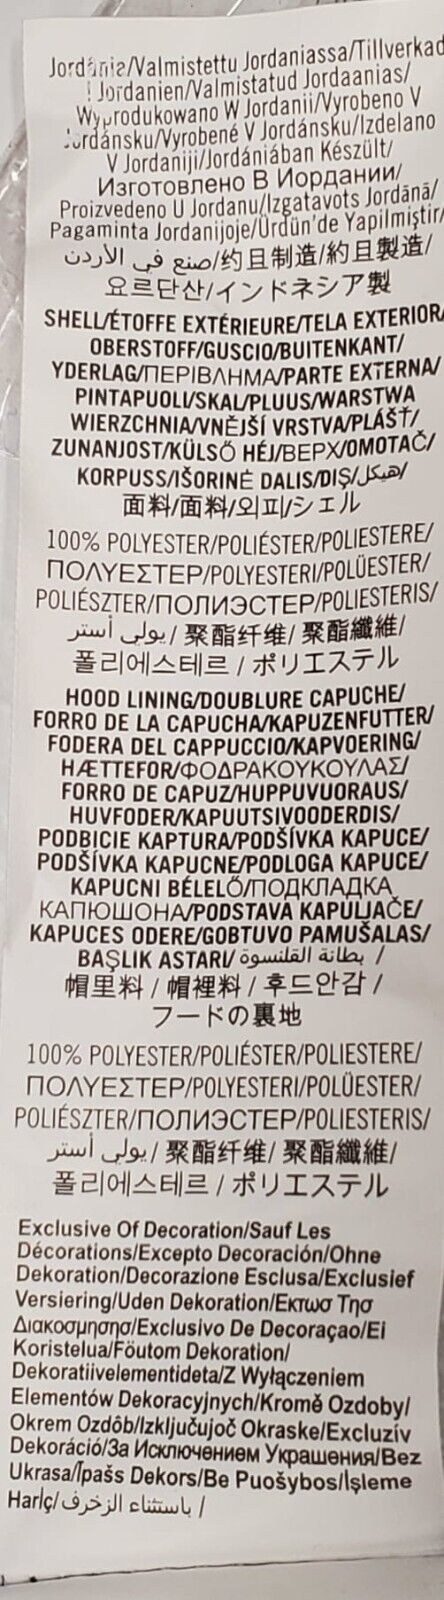 Jordânia/Valmistettu Jordaniassa/Tillverkad
I Jordanien/Valmistatud Jordaanias/
Wyprodukowano W Jordanii/Vyrobeno V
Jordánsku/Vyrobené V Jordánsku/Izdelano
V Jordaniji/Jordániában Készült/
Изготовлено В Иордании/
Proizvedeno U Jordanu/Izgatavots Jordānā/
Pagaminta Jordanijoje/Ürdün'de Yapilmiştir/
صنع في الأردن/约旦制造/約旦製造/
요르단산/インドネシア製
SHELL/ÉTOFFE EXTÉRIEURE/TELA EXTERIOR/
OBERSTOFF/GUSCIO/BUITENKANT/
YDERLAG/ΠΕΡΙΒΛΗΜΑ/PARTE EXTERNA/
PINTAPUOLI/SKAL/PLUUS/WARSTWA
WIERZCHNIA/VNĚJŠÍ VRSTVA/PLÁŠŤ/
ZUNANJOST/KÜLSŐ HÉJ/ВЕРХ/OMOTAČ/
KORPUSS/IŠORINĖ DALIS/DIŞ/هيكل/
面料/面料/외피/シェル
100% POLYESTER/POLIÉSTER/POLIESTERE/
ΠΟΛΥΕΣΤΕΡ/POLYESTERI/POLÜESTER/
POLIÉSZTER/ПОЛИЭСТЕР/POLIESTERIS/
يولي أستر/ 聚酯纤维/ 聚酯纖維/
폴리에스테르 / ポリエステル
HOOD LINING/DOUBLURE CAPUCHE/
FORRO DE LA CAPUCHA/KAPUZENFUTTER/
FODERA DEL CAPPUCCIO/KAPVOERING/
HÆTTEFOR/ΦΟΔΡΑΚΟΥΚΟΥΛΑΣ/
FORRO DE CAPUZ/HUPPUVUORAUS/
HUVFODER/KAPUUTSIVOODERDIS/
PODBICIE KAPTURA/PODŠÍVKA KAPUCE/
PODŠÍVKA KAPUCNE/PODLOGA KAPUCE/
KAPUCNI BÉLELŐ/ПОДКЛАДКА
КАПЮШОНА/PODSTAVA KAPULJAČE/
KAPUCES ODERE/GOBTUVO PAMUŠALAS/
BAŞLIK ASTARI/ بطانة القلنسوة /
帽里料 / 帽裡料 / 후드안감 /
フードの裏地
100% POLYESTER/POLIÉSTER/POLIESTERE/
ΠΟΛΥΕΣΤΕΡ/POLYESTERI/POLÜESTER/
POLIÉSZTER/ПОЛИЭСТЕР/POLIESTERIS/
يولي أستر/ 聚酯纤维/ 聚酯纖維/
폴리에스테르 / ポリエステル
Exclusive Of Decoration/Sauf Les
Décorations/Excepto Decoración/Ohne
Dekoration/Decorazione Esclusa/Exclusief
Versiering/Uden Dekoration/Εκτωσ Τησ
Διακοσμησησ/Exclusivo De Decoraçao/Ei
Koristelua/Föutom Dekoration/
Dekoratiivelementideta/Z Wyłączeniem
Elementów Dekoracyjnych/Kromě Ozdoby/
Okrem Ozdôb/Izključujoč Okraske/Excluzív
Dekoráció/За Исключением Украшения/Bez
Ukrasa/Īpašs Dekors/Be Puošybos/İşleme
Hariç/باستثناء الزخرف /